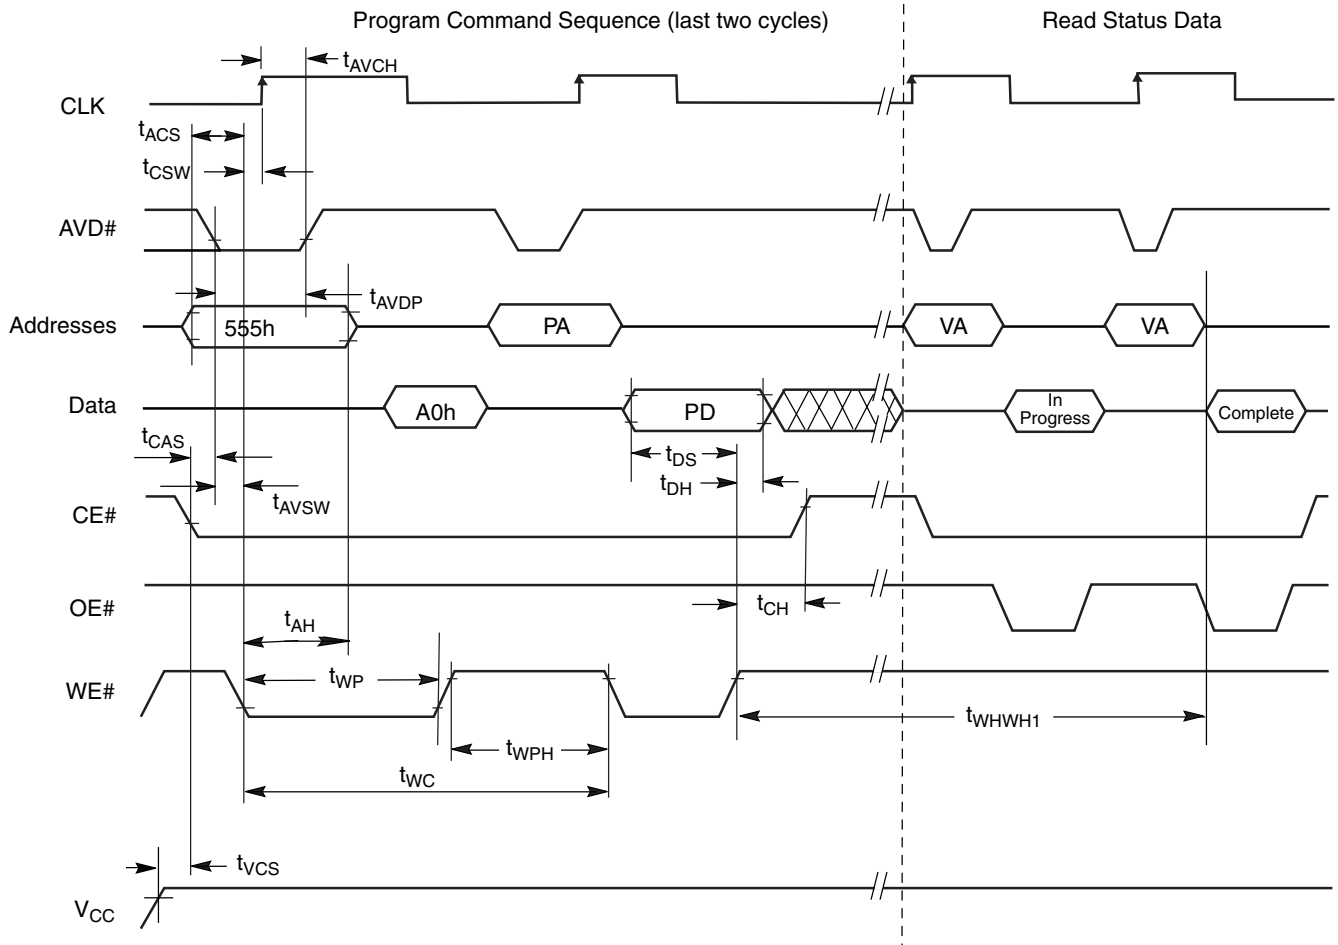 Program Command Sequence (last two cycles)
Read Status Data
tAVCH
CLK
tACS
tCSW
AVD#
tAVDP
Addresses
555h
PA
VA
VA
Data
A0h
PD
In
Progress
Complete
tCAS
tDS
tDH
tAVSW
CE#
tCH
OE#
tAH
tWP
WE#
tWHWH1
tWPH
tWC
tVCS
VCC